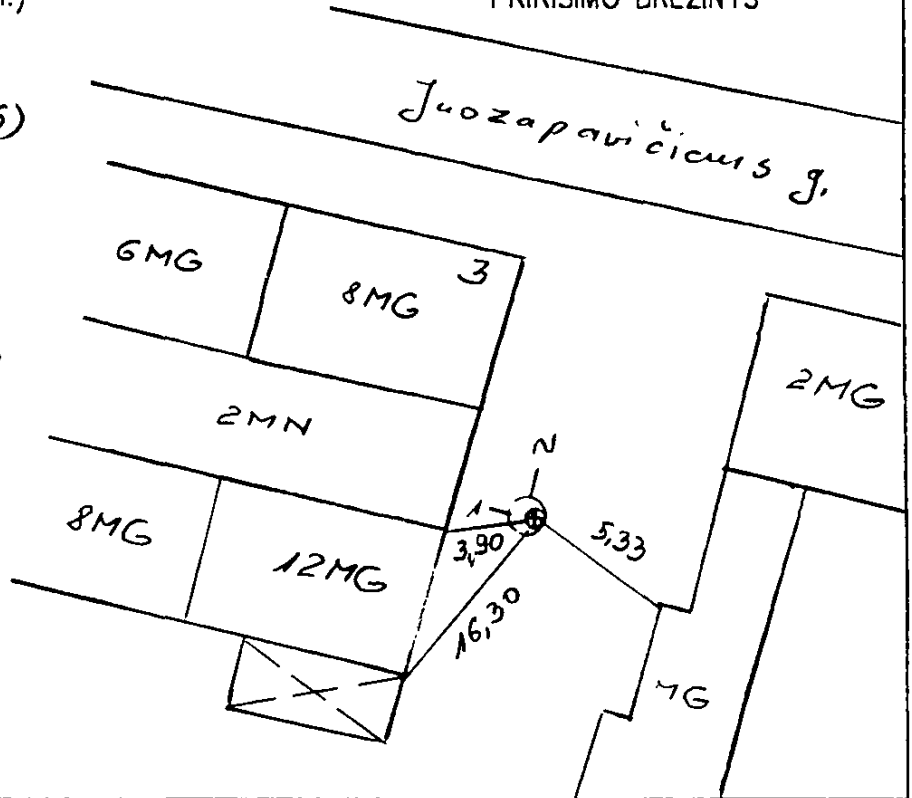 PRIRIŠIMO BRĖŽINYS
Juozapavičiaus g.
6MG
8MG
3
2MG
2MN
N
1
8MG
12MG
3,90
5,33
16,30
MG